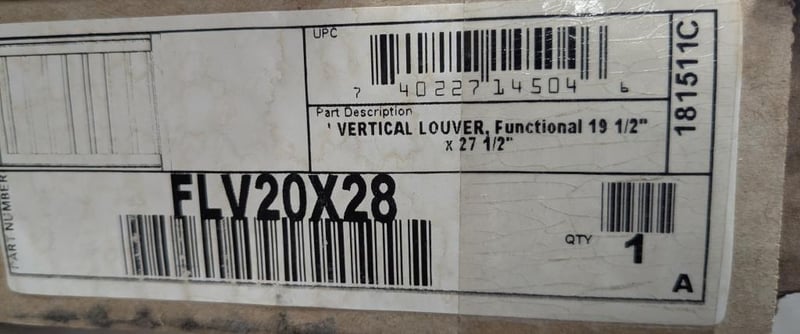 UPC
7 40227 14504 6
Part Description
' VERTICAL LOUVER, Functional 19 1/2"
x 27 1/2"
181511C
PART NUMBER
FLV20X28
QTY 1
A